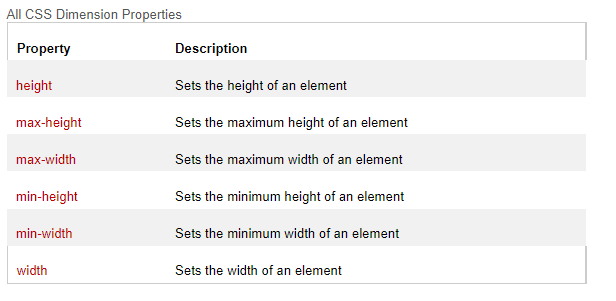 All CSS Dimension Properties
Property Description
height Sets the height of an element
max-height Sets the maximum height of an element
max-width Sets the maximum width of an element
min-height Sets the minimum height of an element
min-width Sets the minimum width of an element
width Sets the width of an element